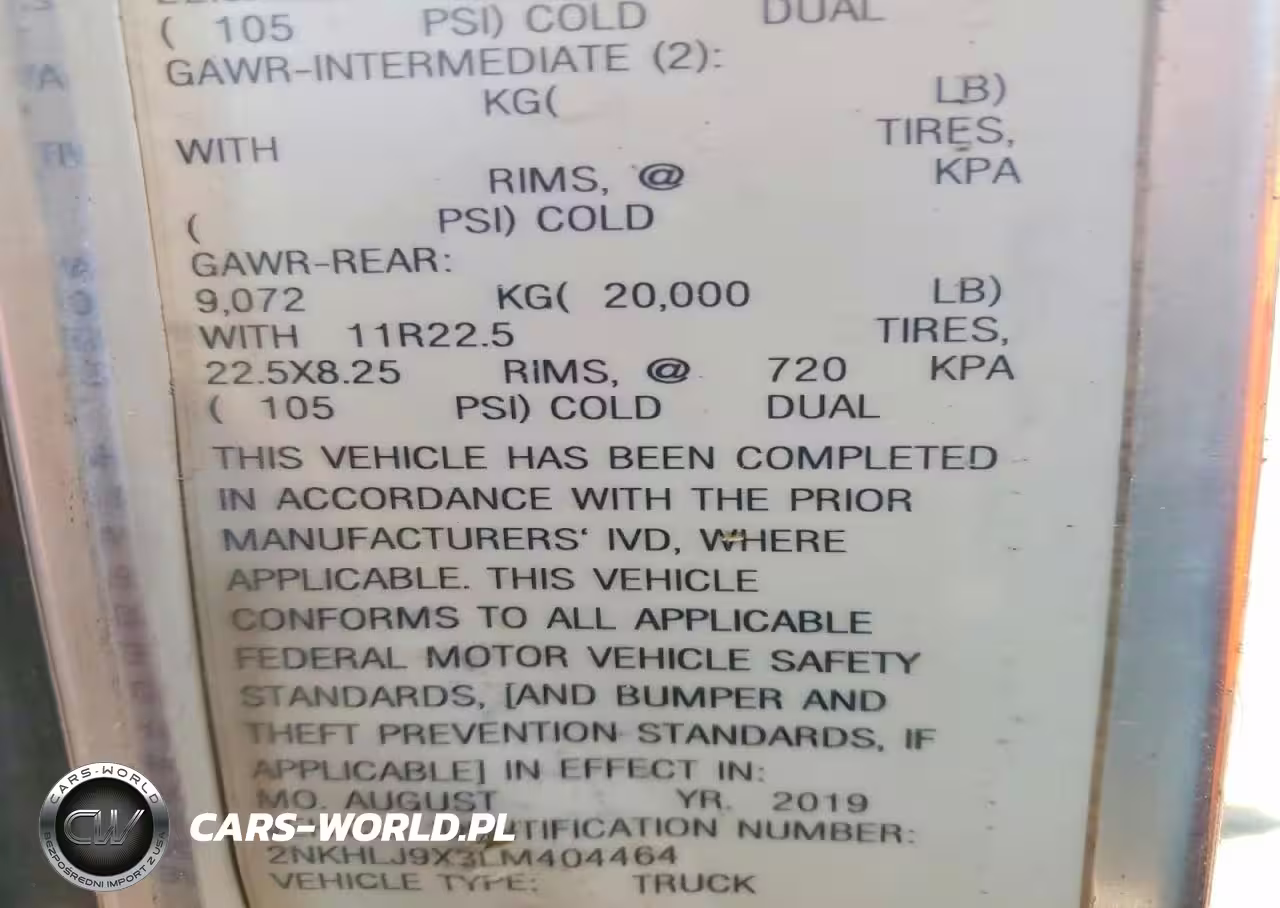 ( 105 PSI) COLD DUAL
GAWR-INTERMEDIATE (2):
KG( LB)
WITH TIRES,
RIMS, @ KPA
( PSI) COLD
GAWR-REAR:
9,072 KG( 20,000 LB)
WITH 11R22.5 TIRES,
22.5X8.25 RIMS, @ 720 KPA
( 105 PSI) COLD DUAL
THIS VEHICLE HAS BEEN COMPLETED
IN ACCORDANCE WITH THE PRIOR
MANUFACTURERS‘ IVD, WHERE
APPLICABLE. THIS VEHICLE
CONFORMS TO ALL APPLICABLE
FEDERAL MOTOR VEHICLE SAFETY
STANDARDS, [AND BUMPER AND
THEFT PREVENTION STANDARDS, IF
APPLICABLE] IN EFFECT IN:
MO. AUGUST YR. 2019
TIFICATION NUMBER:
2NKHLJ9X3LM404464
VEHICLE TYPE: TRUCK
CARS-WORLD
CW
BEZPOŚREDNI IMPORT Z USA
CARS-WORLD.PL